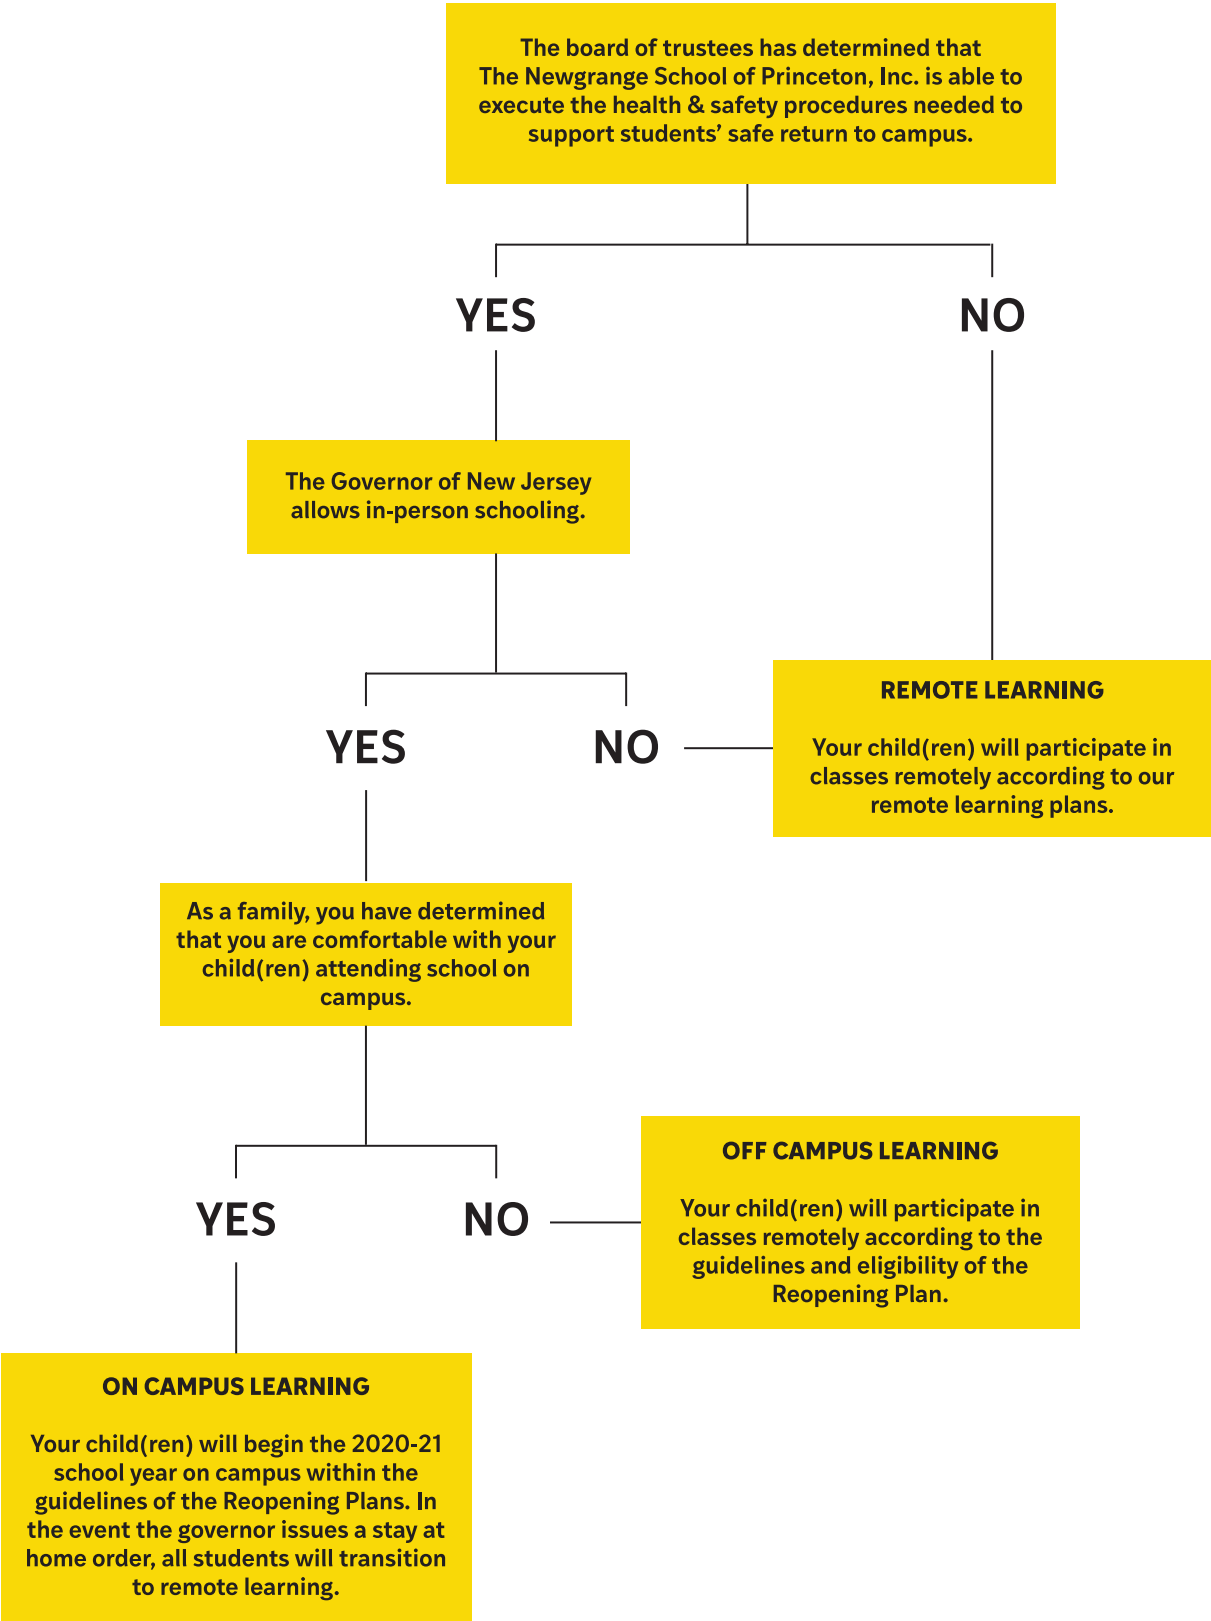 The board of trustees has determined that
The Newgrange School of Princeton, Inc. is able to
execute the health & safety procedures needed to
support students’ safe return to campus.
YES
NO
The Governor of New Jersey
allows in-person schooling.
YES
NO
REMOTE LEARNING
Your child(ren) will participate in
classes remotely according to our
remote learning plans.
As a family, you have determined
that you are comfortable with your
child(ren) attending school on
campus.
YES
NO
OFF CAMPUS LEARNING
Your child(ren) will participate in
classes remotely according to the
guidelines and eligibility of the
Reopening Plan.
ON CAMPUS LEARNING
Your child(ren) will begin the 2020-21
school year on campus within the
guidelines of the Reopening Plans. In
the event the governor issues a stay at
home order, all students will transition
to remote learning.